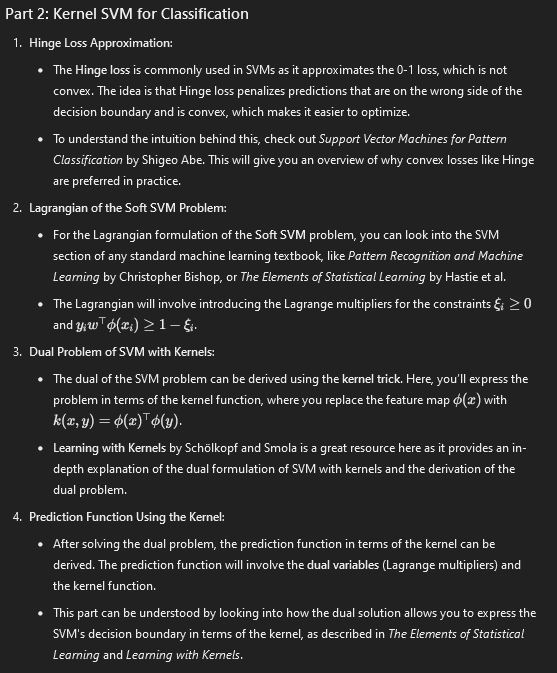 Part 2: Kernel SVM for Classification
1. Hinge Loss Approximation:
• The Hinge loss is commonly used in SVMs as it approximates the 0-1 loss, which is not
convex. The idea is that Hinge loss penalizes predictions that are on the wrong side of the
decision boundary and is convex, which makes it easier to optimize.
• To understand the intuition behind this, check out Support Vector Machines for Pattern
Classification by Shigeo Abe. This will give you an overview of why convex losses like Hinge
are preferred in practice.
2. Lagrangian of the Soft SVM Problem:
• For the Lagrangian formulation of the Soft SVM problem, you can look into the SVM
section of any standard machine learning textbook, like Pattern Recognition and Machine
Learning by Christopher Bishop, or The Elements of Statistical Learning by Hastie et al.
• The Lagrangian will involve introducing the Lagrange multipliers for the constraints ξᵢ ≥ 0
and yᵢw⊤ϕ(xᵢ) ≥ 1 − ξᵢ.
3. Dual Problem of SVM with Kernels:
• The dual of the SVM problem can be derived using the kernel trick. Here, you'll express the
problem in terms of the kernel function, where you replace the feature map ϕ(x) with
k(x, y) = ϕ(x)⊤ϕ(y).
• Learning with Kernels by Schölkopf and Smola is a great resource here as it provides an in-
depth explanation of the dual formulation of SVM with kernels and the derivation of the
dual problem.
4. Prediction Function Using the Kernel:
• After solving the dual problem, the prediction function in terms of the kernel can be
derived. The prediction function will involve the dual variables (Lagrange multipliers) and
the kernel function.
• This part can be understood by looking into how the dual solution allows you to express the
SVM's decision boundary in terms of the kernel, as described in The Elements of Statistical
Learning and Learning with Kernels.